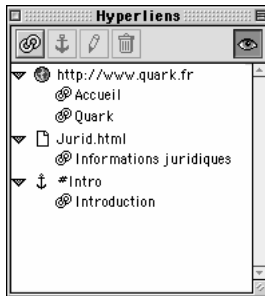 Hyperliens
http://www.quark.fr
Accueil
Quark
Jurid.html
Informations juridiques
#Intro
Introduction